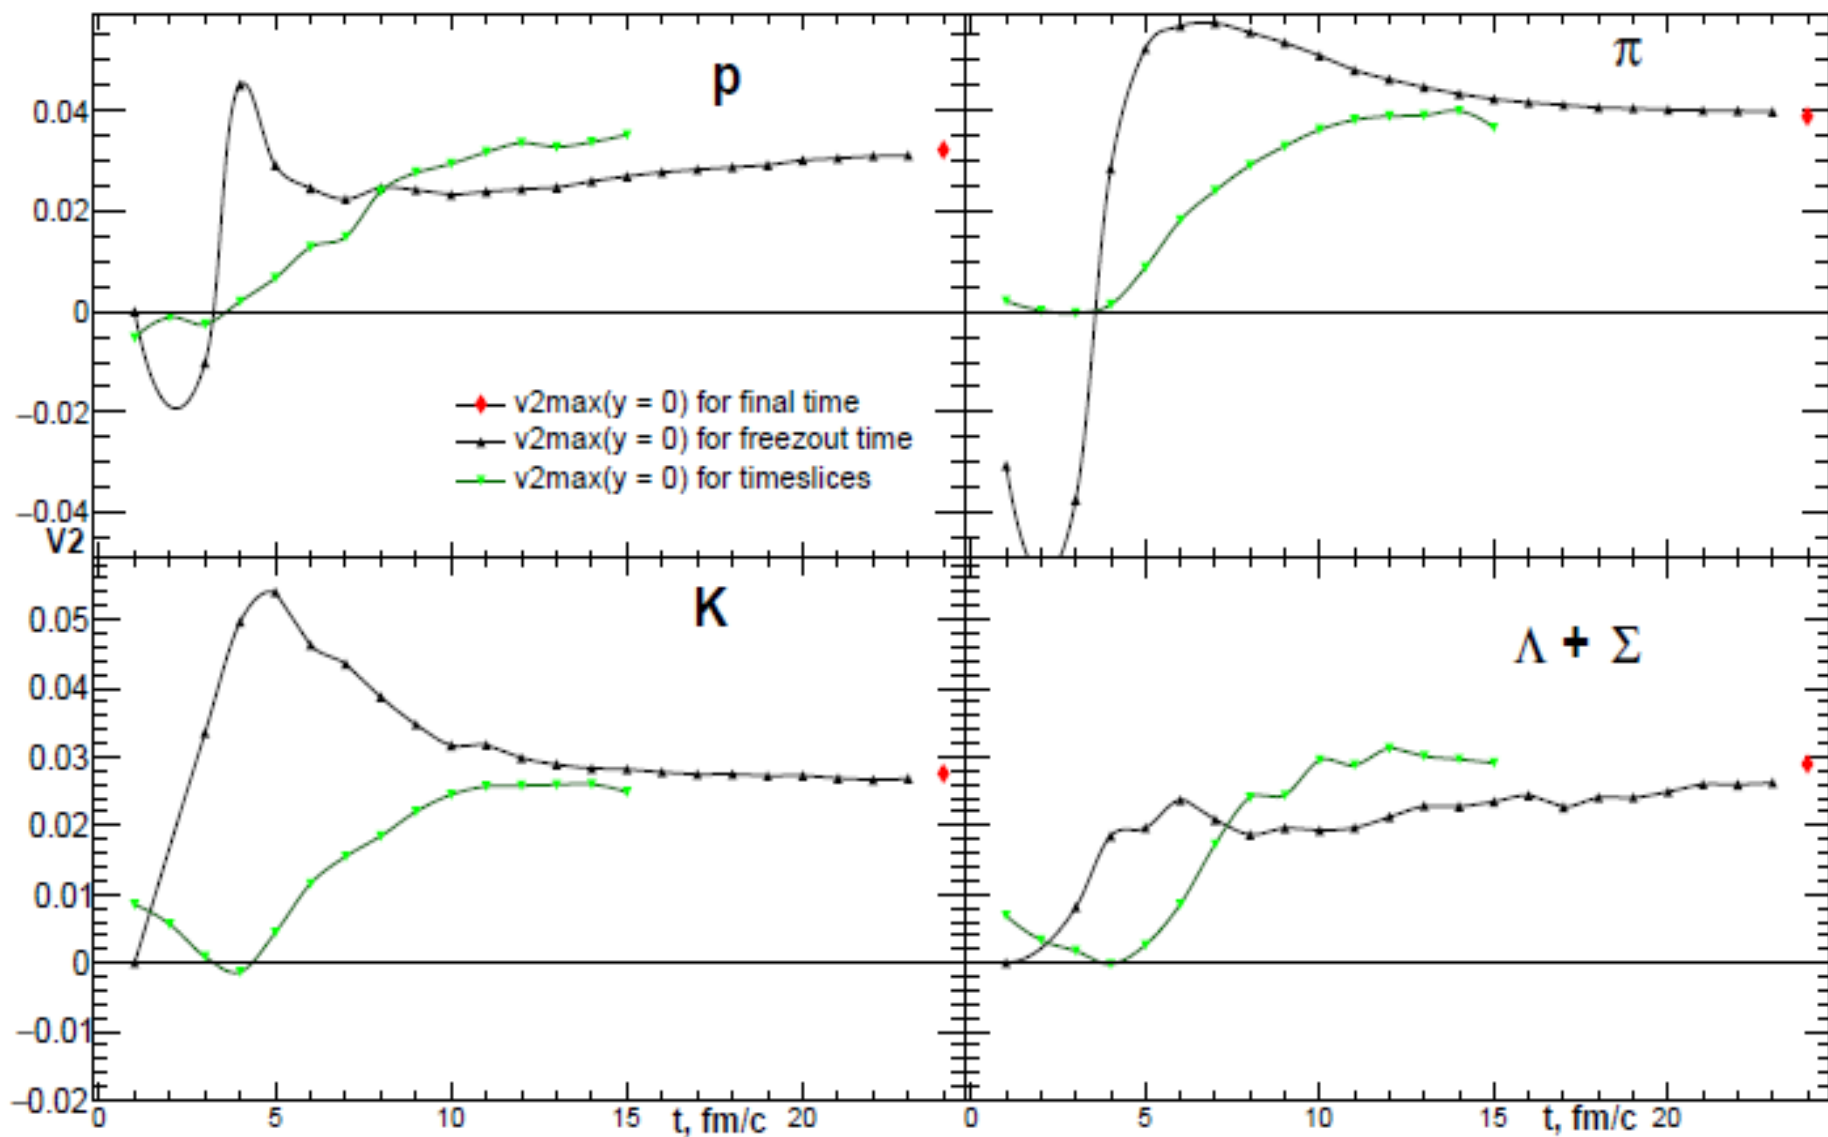 p
π
0.04
0.02
0
−0.02
−0.04
v2max(y = 0) for final time
v2max(y = 0) for freezout time
v2max(y = 0) for timeslices
V2
K
Λ + Σ
0.05
0.04
0.03
0.02
0.01
0
−0.01
−0.02
0 5 10 15 t, fm/c 20
0 5 10 15 t, fm/c 20